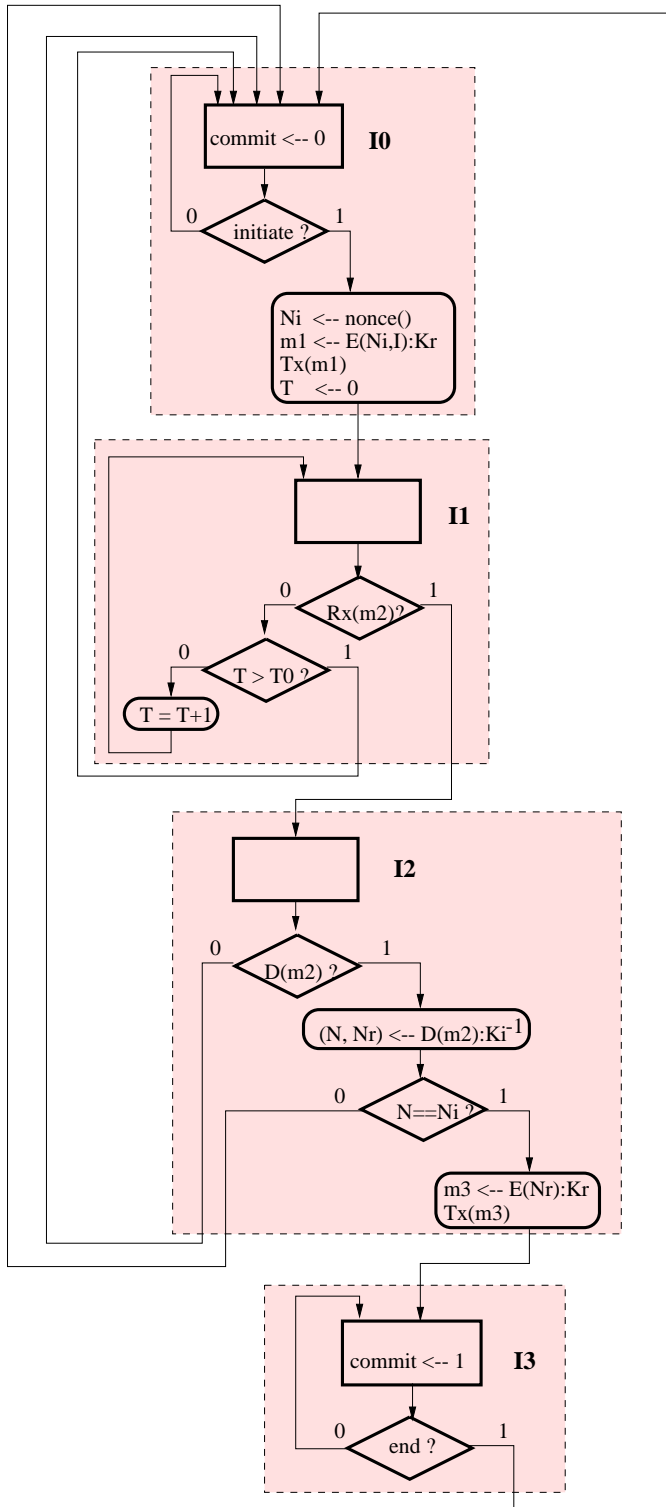 commit <-- 0
I0
0
1
initiate ?
Ni <-- nonce()
m1 <-- E(Ni,I):Kr
Tx(m1)
T <-- 0
I1
0
1
Rx(m2)?
0
1
T > T0 ?
T = T+1
I2
0
1
D(m2) ?
(N, Nr) <-- D(m2):Ki-1
0
1
N==Ni ?
m3 <-- E(Nr):Kr
Tx(m3)
I3
commit <-- 1
0
1
end ?